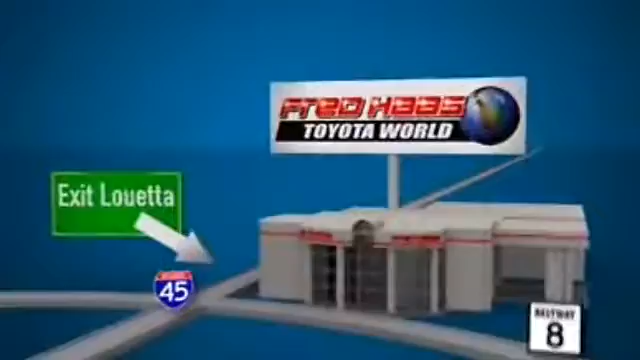 Fred Haas
TOYOTA WORLD
Exit Louetta
45
BELTWAY
8